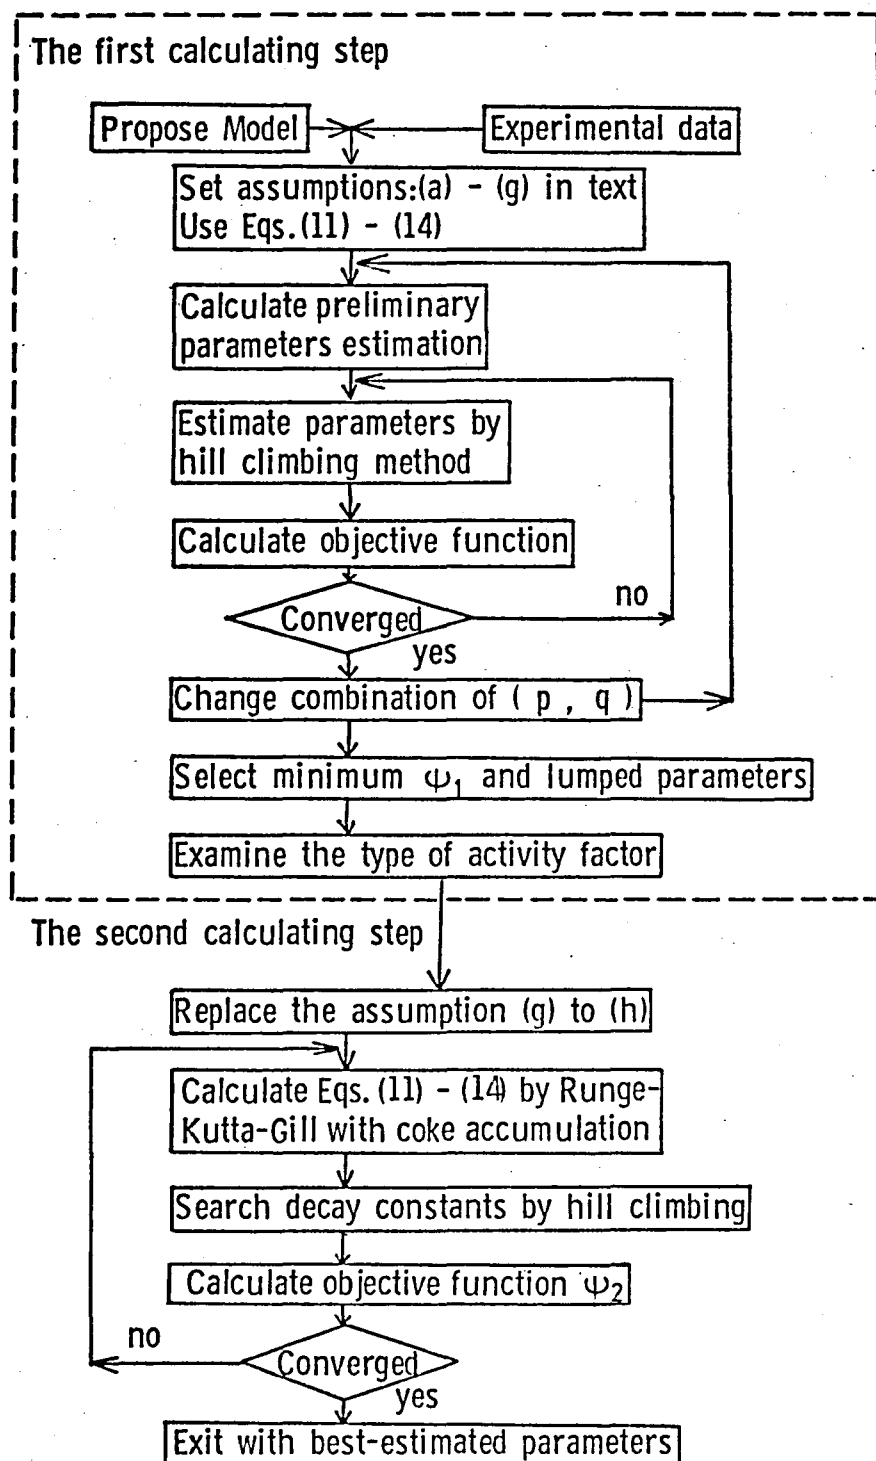 The first calculating step
Propose Model
Experimental data
Set assumptions:(a) - (g) in text
Use Eqs.(11) - (14)
Calculate preliminary
parameters estimation
Estimate parameters by
hill climbing method
Calculate objective function
Converged
no
yes
Change combination of ( p , q )
Select minimum ψ₁ and lumped parameters
Examine the type of activity factor
The second calculating step
Replace the assumption (g) to (h)
Calculate Eqs. (11) - (14) by Runge-
Kutta-Gill with coke accumulation
Search decay constants by hill climbing
Calculate objective function ψ₂
no
Converged
yes
Exit with best-estimated parameters